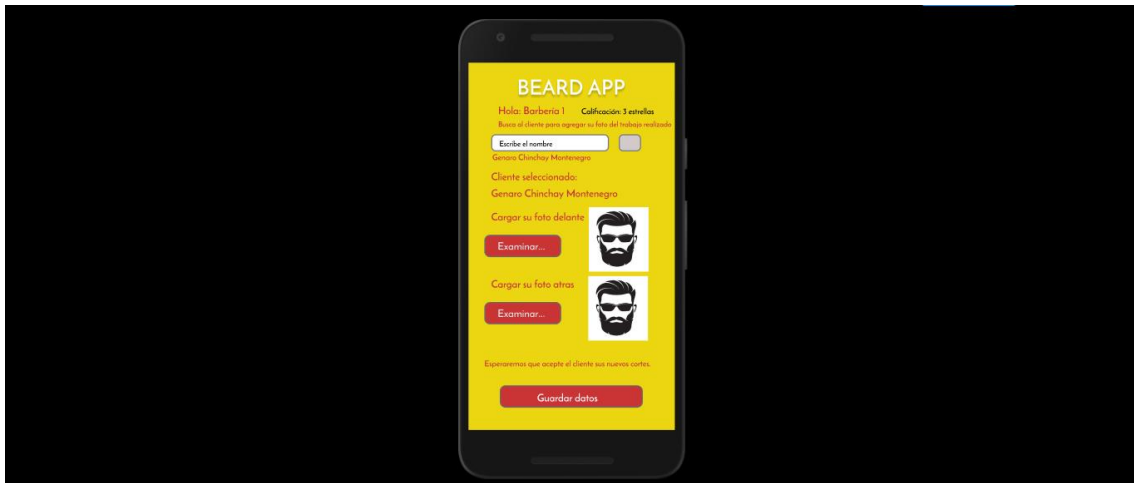 BEARD APP
Hola: Barbería 1 Calificación: 3 estrellas
Busca al cliente para agregar su foto del trabajo realizado
Escribe el nombre
Genaro Chinchay Montenegro
Cliente seleccionado:
Genaro Chinchay Montenegro
Cargar su foto delante
Examinar...
Cargar su foto atras
Examinar...
Esperaremos que acepte el cliente sus nuevos cortes.
Guardar datos